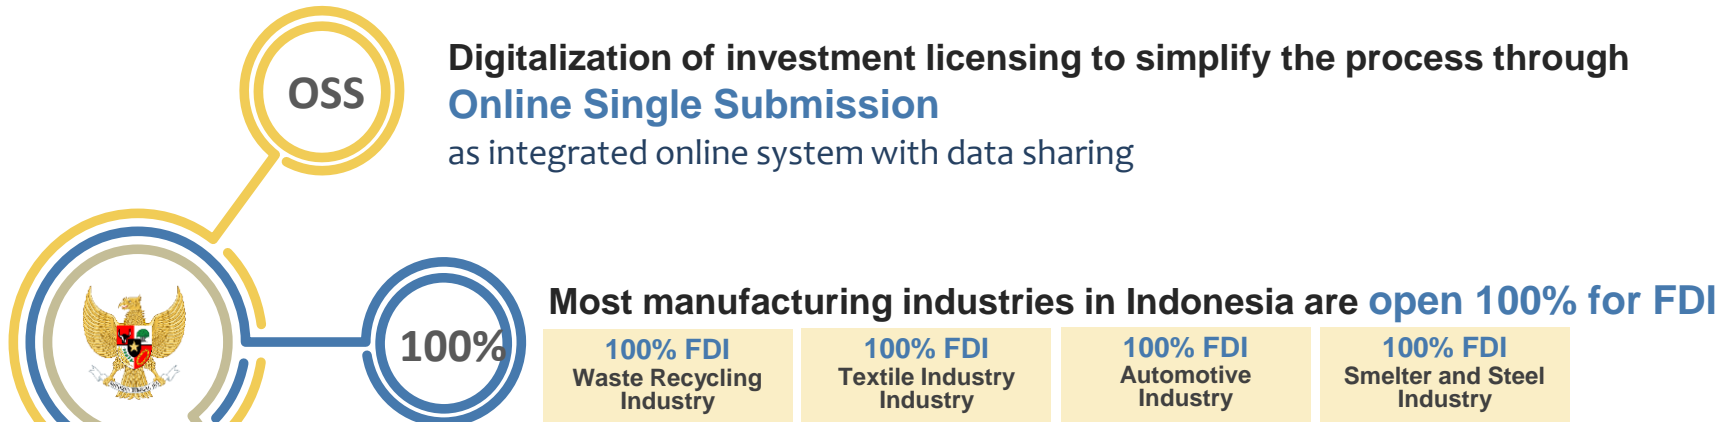 OSS
Digitalization of investment licensing to simplify the process through
Online Single Submission
as integrated online system with data sharing
100%
Most manufacturing industries in Indonesia are open 100% for FDI
100% FDI
Waste Recycling
Industry
100% FDI
Textile Industry
Industry
100% FDI
Automotive
Industry
100% FDI
Smelter and Steel
Industry